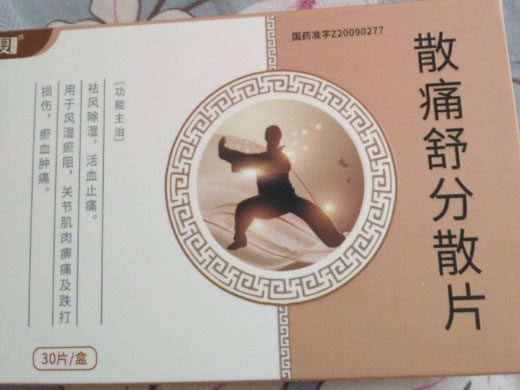 夏®
国药准字Z20090277
散痛舒分散片
[功能主治]
祛风除湿,活血止痛。
用于风湿瘀阻,关节肌肉痹痛及跌打
损伤,瘀血肿痛。
30片/盒